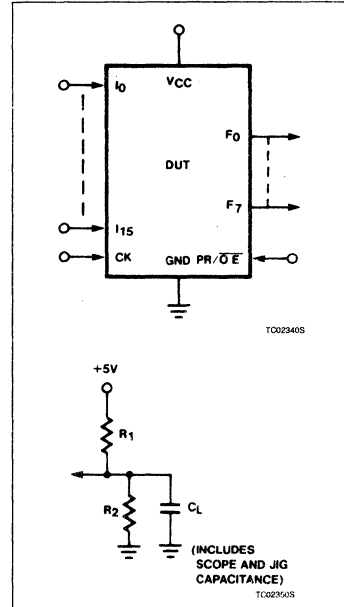 VCC
I0
F0
DUT
F7
I15
CK
GND PR/O̅E̅
TC02340S
+5V
R1
R2
CL
(INCLUDES
SCOPE AND JIG
CAPACITANCE)
TC02350S